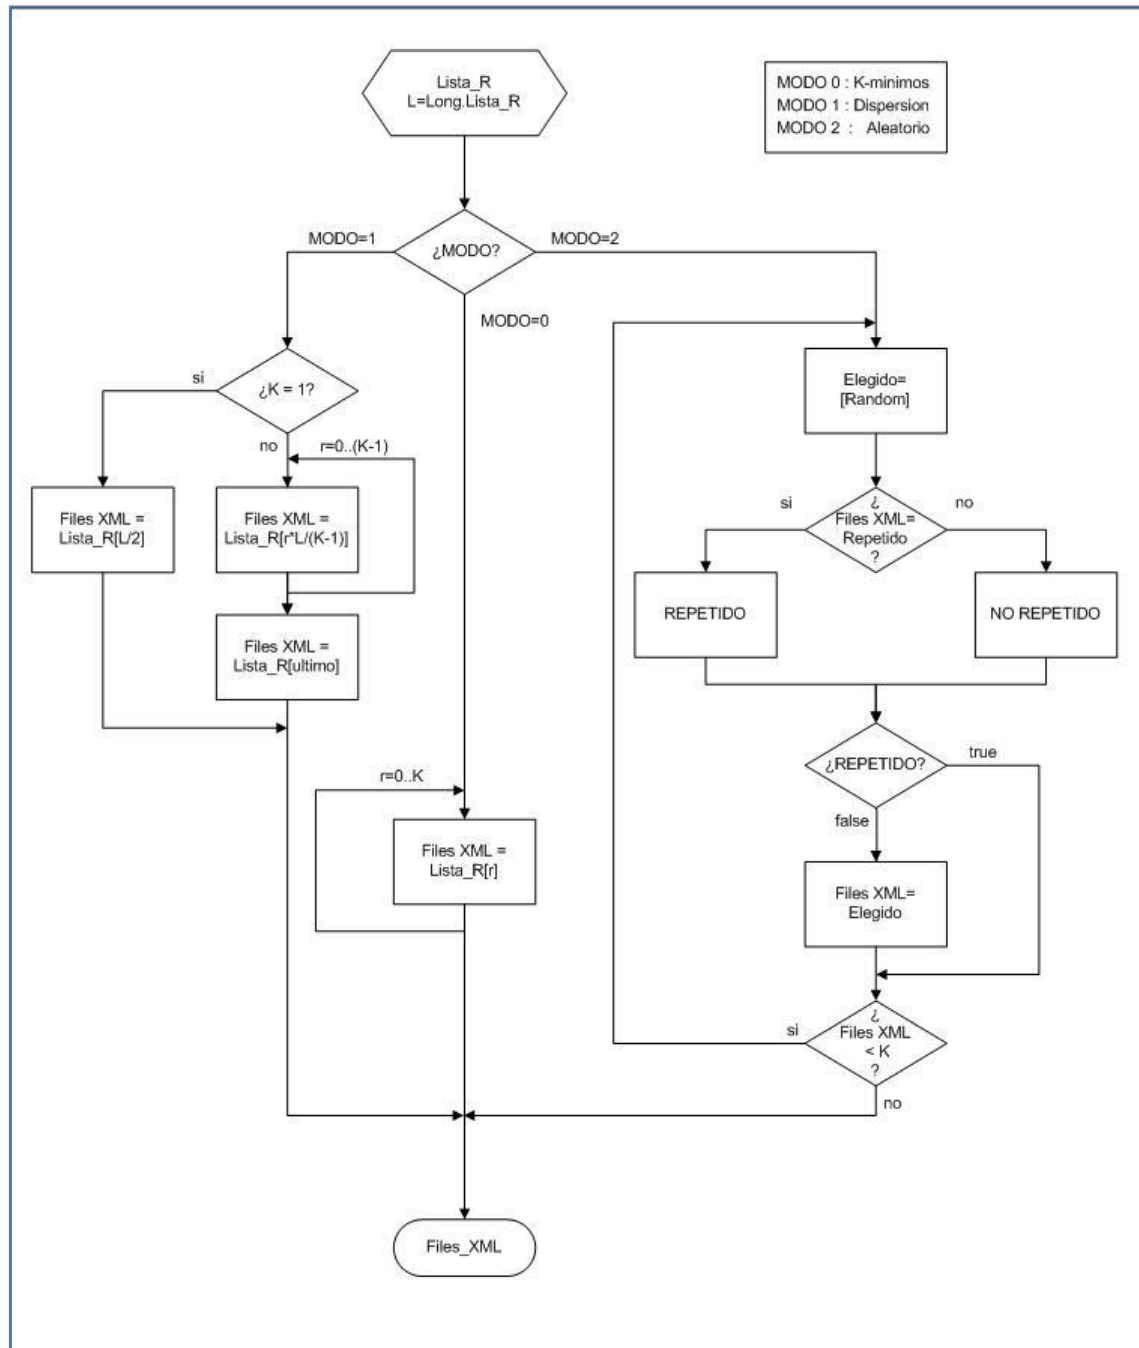 Lista_R
L=Long.Lista_R
MODO 0 : K-minimos
MODO 1 : Dispersion
MODO 2 : Aleatorio
MODO=1
¿MODO?
MODO=2
MODO=0
si
¿K = 1?
no
r=0..(K-1)
Files XML =
Lista_R[L/2]
Files XML =
Lista_R[r*L/(K-1)]
Files XML =
Lista_R[ultimo]
r=0..K
Files XML =
Lista_R[r]
Elegido=
[Random]
si
¿
Files XML=
Repetido
?
no
REPETIDO
NO REPETIDO
¿REPETIDO?
true
false
Files XML=
Elegido
si
¿
Files XML
< K
?
no
Files_XML